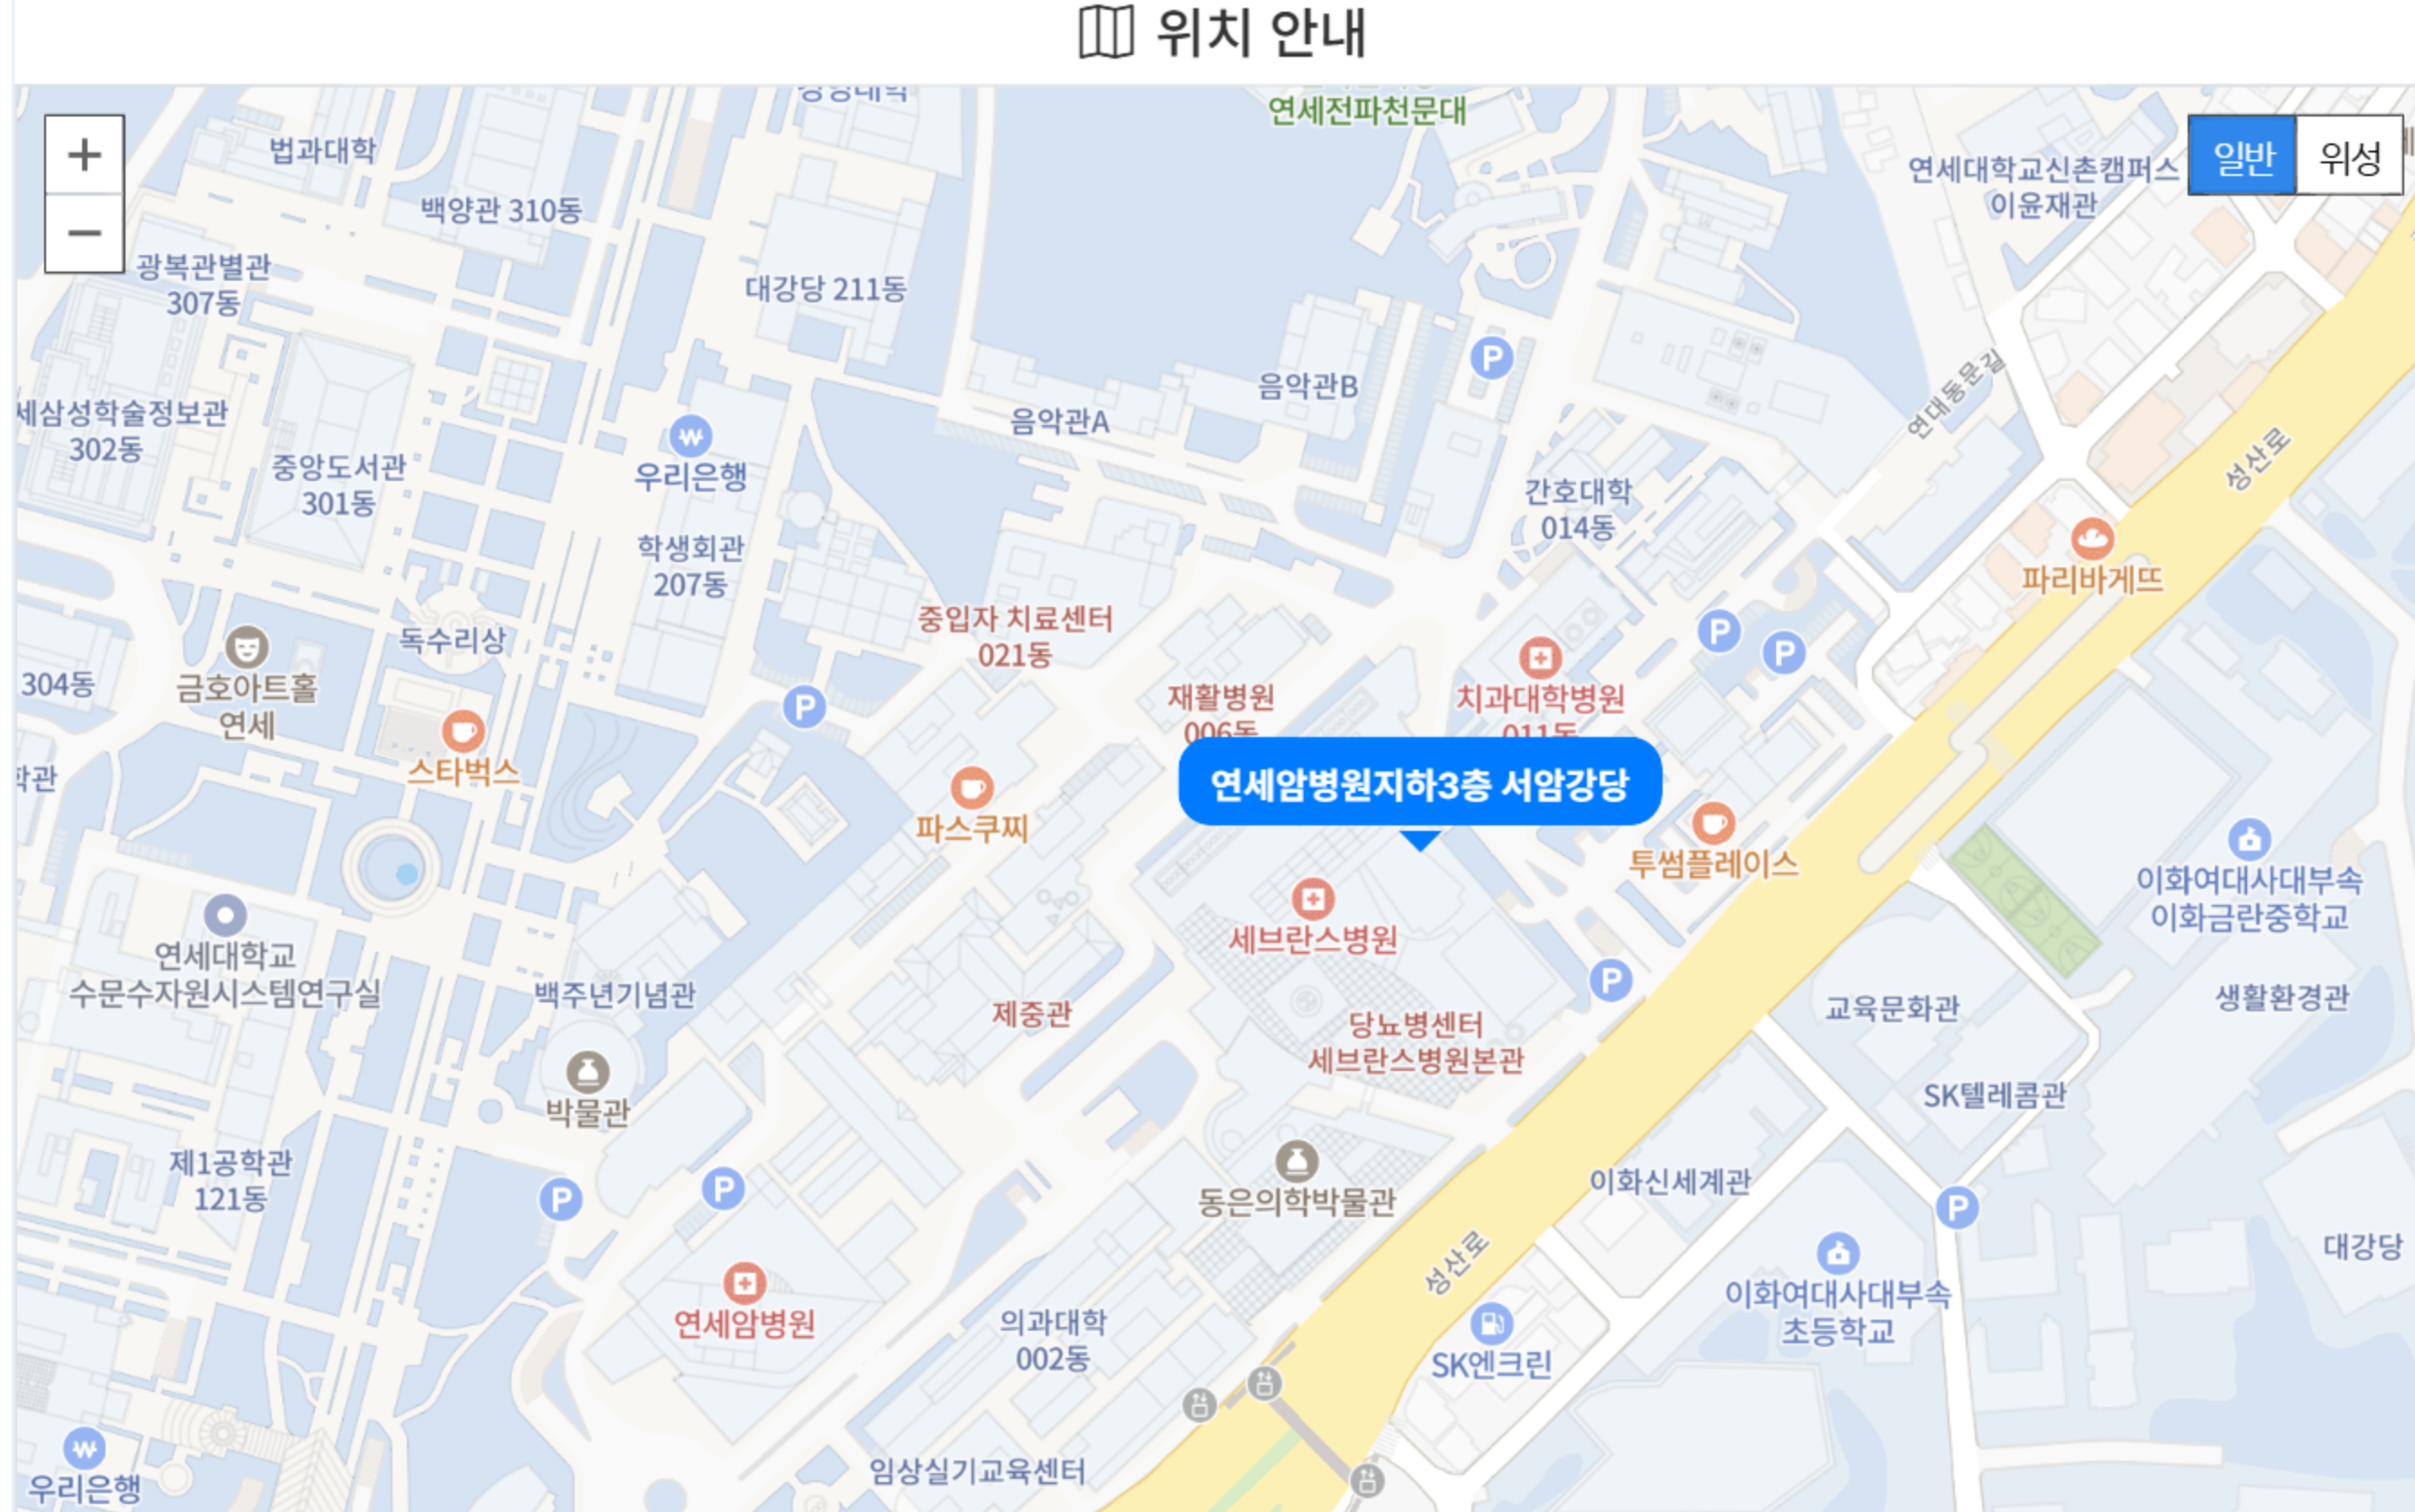 위치 안내
연세전파천문대
+
−
일반
위성
법과대학
연세대학교신촌캠퍼스
이윤재관
백양관 310동
광복관별관
307동
대강당 211동
음악관B
음악관A
연대동문길
성산로
세삼성학술정보관
302동
중앙도서관
301동
우리은행
간호대학
014동
학생회관
207동
파리바게뜨
중입자 치료센터
021동
독수리상
304동
금호아트홀
연세
재활병원
006동
치과대학병원
011동
스타벅스
학관
연세암병원지하3층 서암강당
파스쿠찌
투썸플레이스
이화여대사대부속
이화금란중학교
세브란스병원
연세대학교
수문수자원시스템연구실
백주년기념관
제중관
당뇨병센터
세브란스병원본관
교육문화관
생활환경관
SK텔레콤관
박물관
제1공학관
121동
동은의학박물관
이화신세계관
대강당
성산로
이화여대사대부속
초등학교
연세암병원
의과대학
002동
SK엔크린
임상실기교육센터
우리은행
P
P
P
P
P
P
P
P